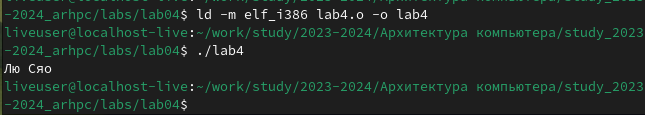 -2024_arhpc/labs/lab04$ ld -m elf_i386 lab4.o -o lab4
liveuser@localhost-live:~/work/study/2023-2024/Архитектура компьютера/study_2023
-2024_arhpc/labs/lab04$ ./lab4
Лю Сяо
liveuser@localhost-live:~/work/study/2023-2024/Архитектура компьютера/study_2023
-2024_arhpc/labs/lab04$